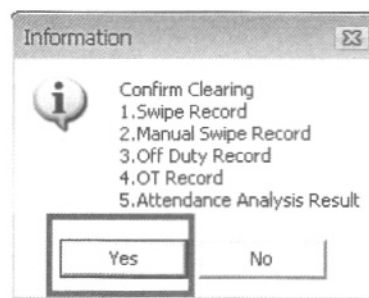 Information
Confirm Clearing
1.Swipe Record
2.Manual Swipe Record
3.Off Duty Record
4.OT Record
5.Attendance Analysis Result
Yes
No